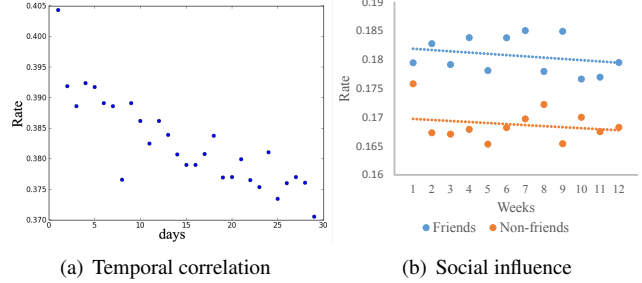 0.405
0.400
0.395
0.390
0.385
0.380
0.375
0.370
Rate
0 5 10 15 20 25 30
days
(a) Temporal correlation
0.19
0.185
0.18
0.175
0.17
0.165
0.16
Rate
1 2 3 4 5 6 7 8 9 10 11 12
Weeks
Friends Non-friends
(b) Social influence